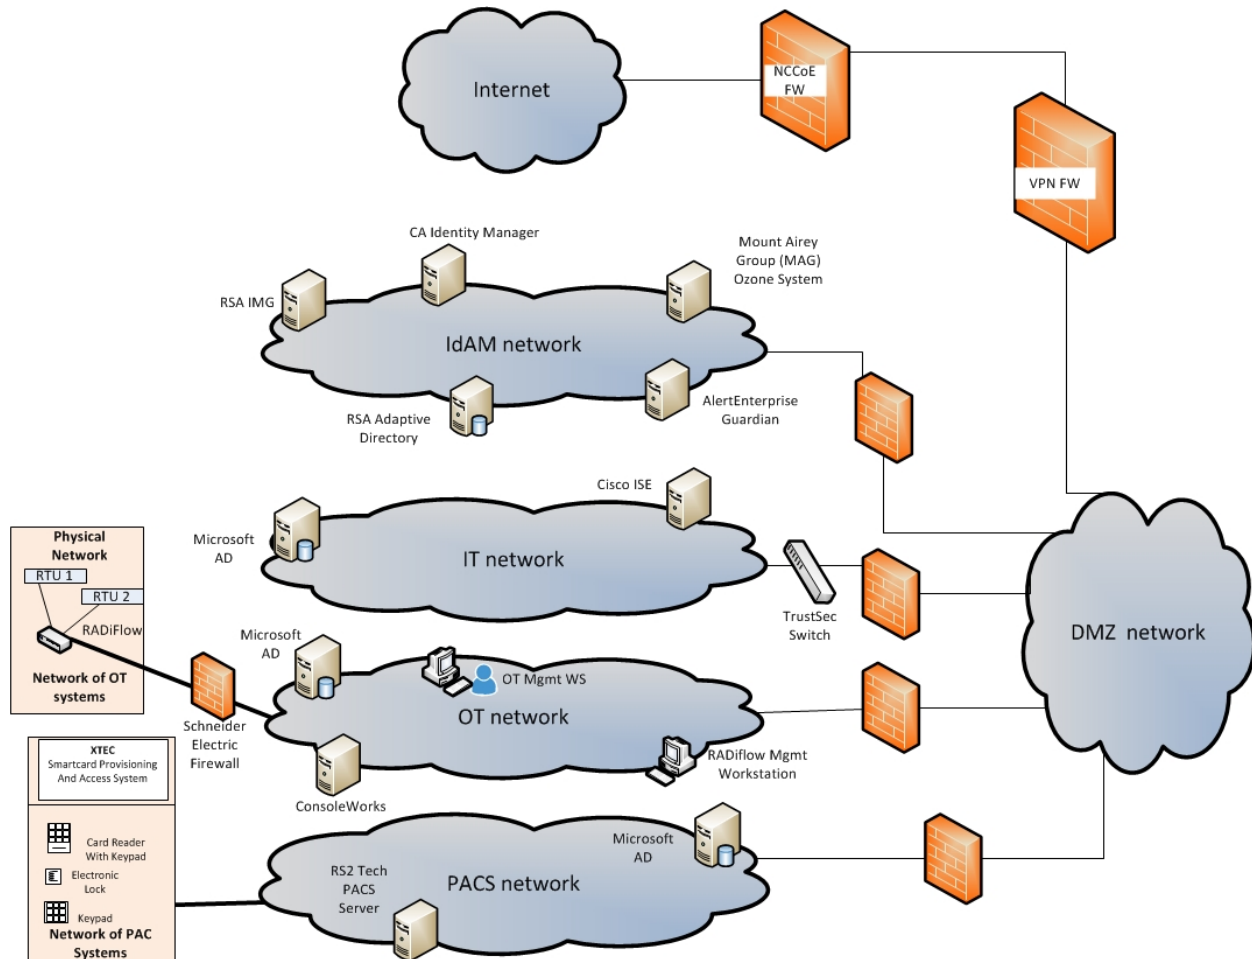 Internet
NCCoE
FW
VPN FW
CA Identity Manager
Mount Airey
Group (MAG)
Ozone System
RSA IMG
IdAM network
RSA Adaptive
Directory
AlertEnterprise
Guardian
Cisco ISE
Microsoft
AD
IT network
TrustSec
Switch
DMZ network
Physical
Network
RTU 1
RTU 2
RADiFlow
Network of OT
systems
Schneider
Electric
Firewall
Microsoft
AD
OT Mgmt WS
OT network
RADiflow Mgmt
Workstation
ConsoleWorks
XTEC
Smartcard Provisioning
And Access System
Card Reader
With Keypad
Electronic
Lock
Keypad
Network of PAC
Systems
RS2 Tech
PACS
Server
PACS network
Microsoft
AD